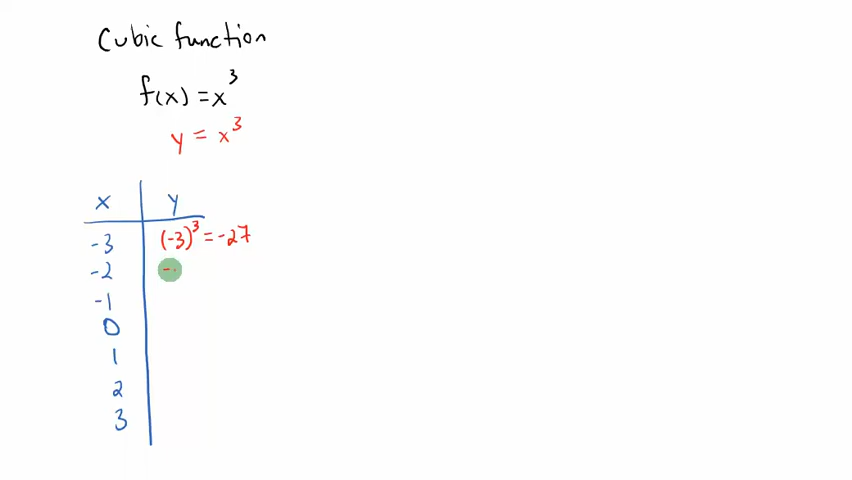 Cubic function
f(x) = x³
y = x³
x y
-3 (-3)³ = -27
-2 -
-1
0
1
2
3